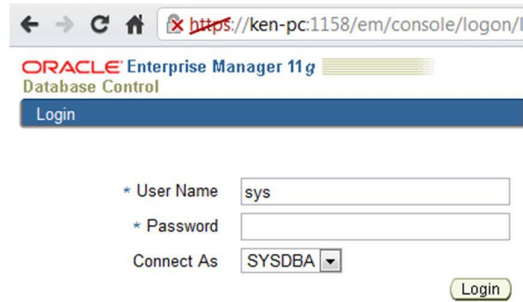 https://ken-pc:1158/em/console/logon/
ORACLE Enterprise Manager 11g
Database Control
Login
* User Name sys
* Password
Connect As SYSDBA
Login